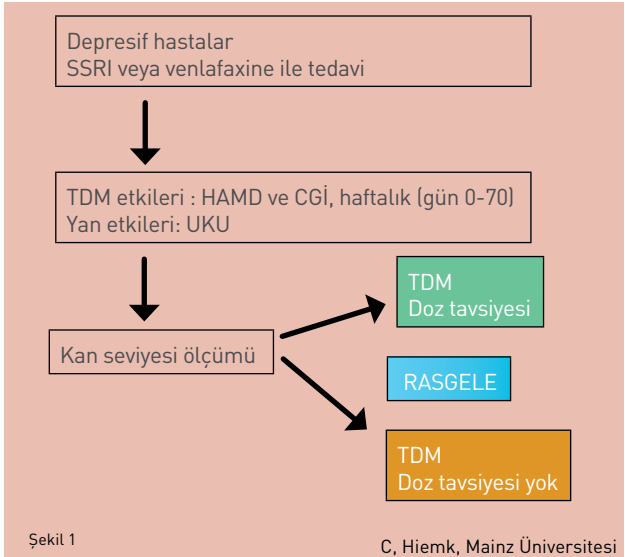 Depresif hastalar
SSRI veya venlafaxine ile tedavi
TDM etkileri : HAMD ve CGİ, haftalık (gün 0-70)
Yan etkileri: UKU
Kan seviyesi ölçümü
TDM
Doz tavsiyesi
RASGELE
TDM
Doz tavsiyesi yok
Şekil 1
C, Hiemk, Mainz Üniversitesi